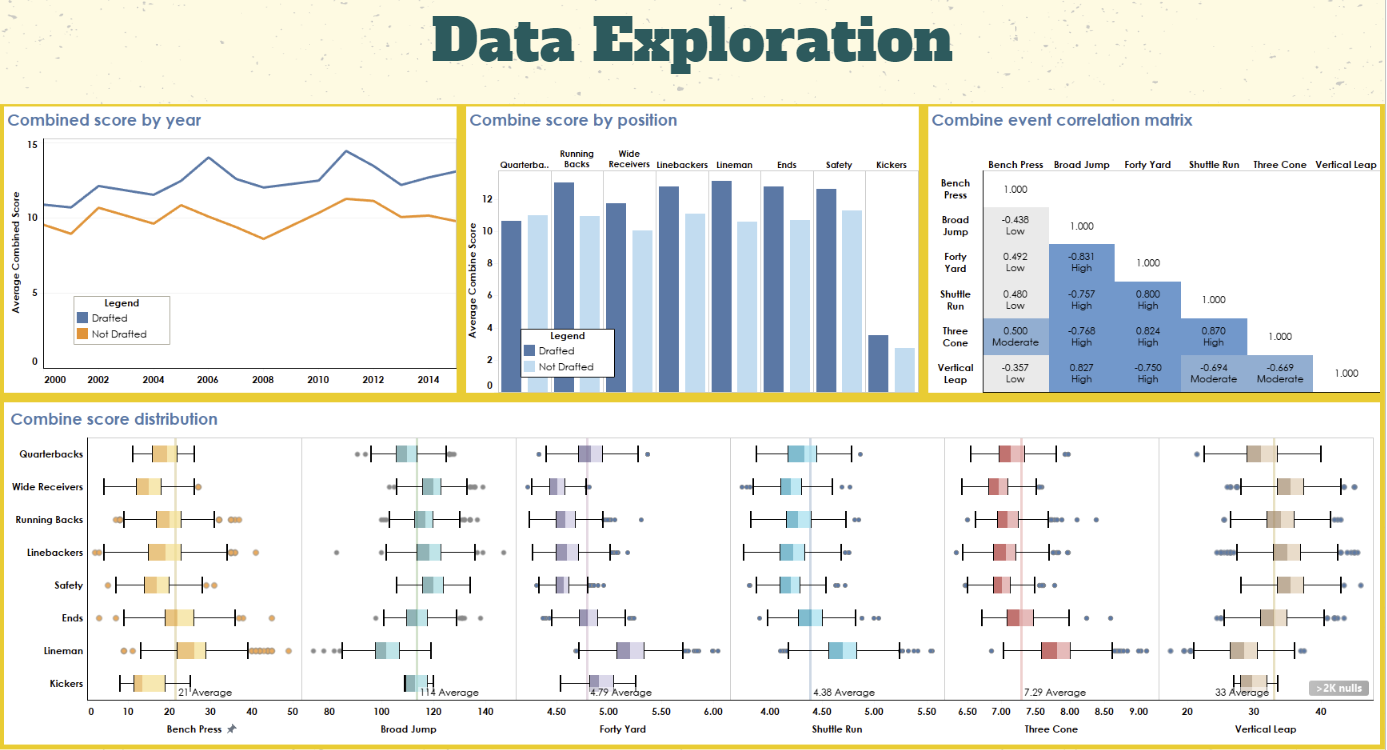 Data Exploration
Combined score by year
Average Combined Score
15
10
5
0
Legend
Drafted
Not Drafted
2000 2002 2004 2006 2008 2010 2012 2014
Combine score by position
Quarterba.. Running Backs Wide Receivers Linebackers Lineman Ends Safety Kickers
Average Combine Score
12
10
8
6
4
2
0
Legend
Drafted
Not Drafted
Combine event correlation matrix
Bench Press Broad Jump Forty Yard Shuttle Run Three Cone Vertical Leap
Bench Press 1.000
Broad Jump -0.438 Low 1.000
Forty Yard 0.492 Low -0.831 High 1.000
Shuttle Run 0.480 Low -0.757 High 0.800 High 1.000
Three Cone 0.500 Moderate -0.768 High 0.824 High 0.870 High 1.000
Vertical Leap -0.357 Low 0.827 High -0.750 High -0.694 Moderate -0.669 Moderate 1.000
Combine score distribution
Quarterbacks
Wide Receivers
Running Backs
Linebackers
Safety
Ends
Lineman
Kickers
21 Average 114 Average 4.79 Average 4.38 Average 7.29 Average 33 Average >2K nulls
0 10 20 30 40 50 80 100 120 140 4.50 5.00 5.50 6.00 4.00 4.50 5.00 5.50 6.50 7.00 7.50 8.00 8.50 9.00 20 30 40
Bench Press Broad Jump Forty Yard Shuttle Run Three Cone Vertical Leap